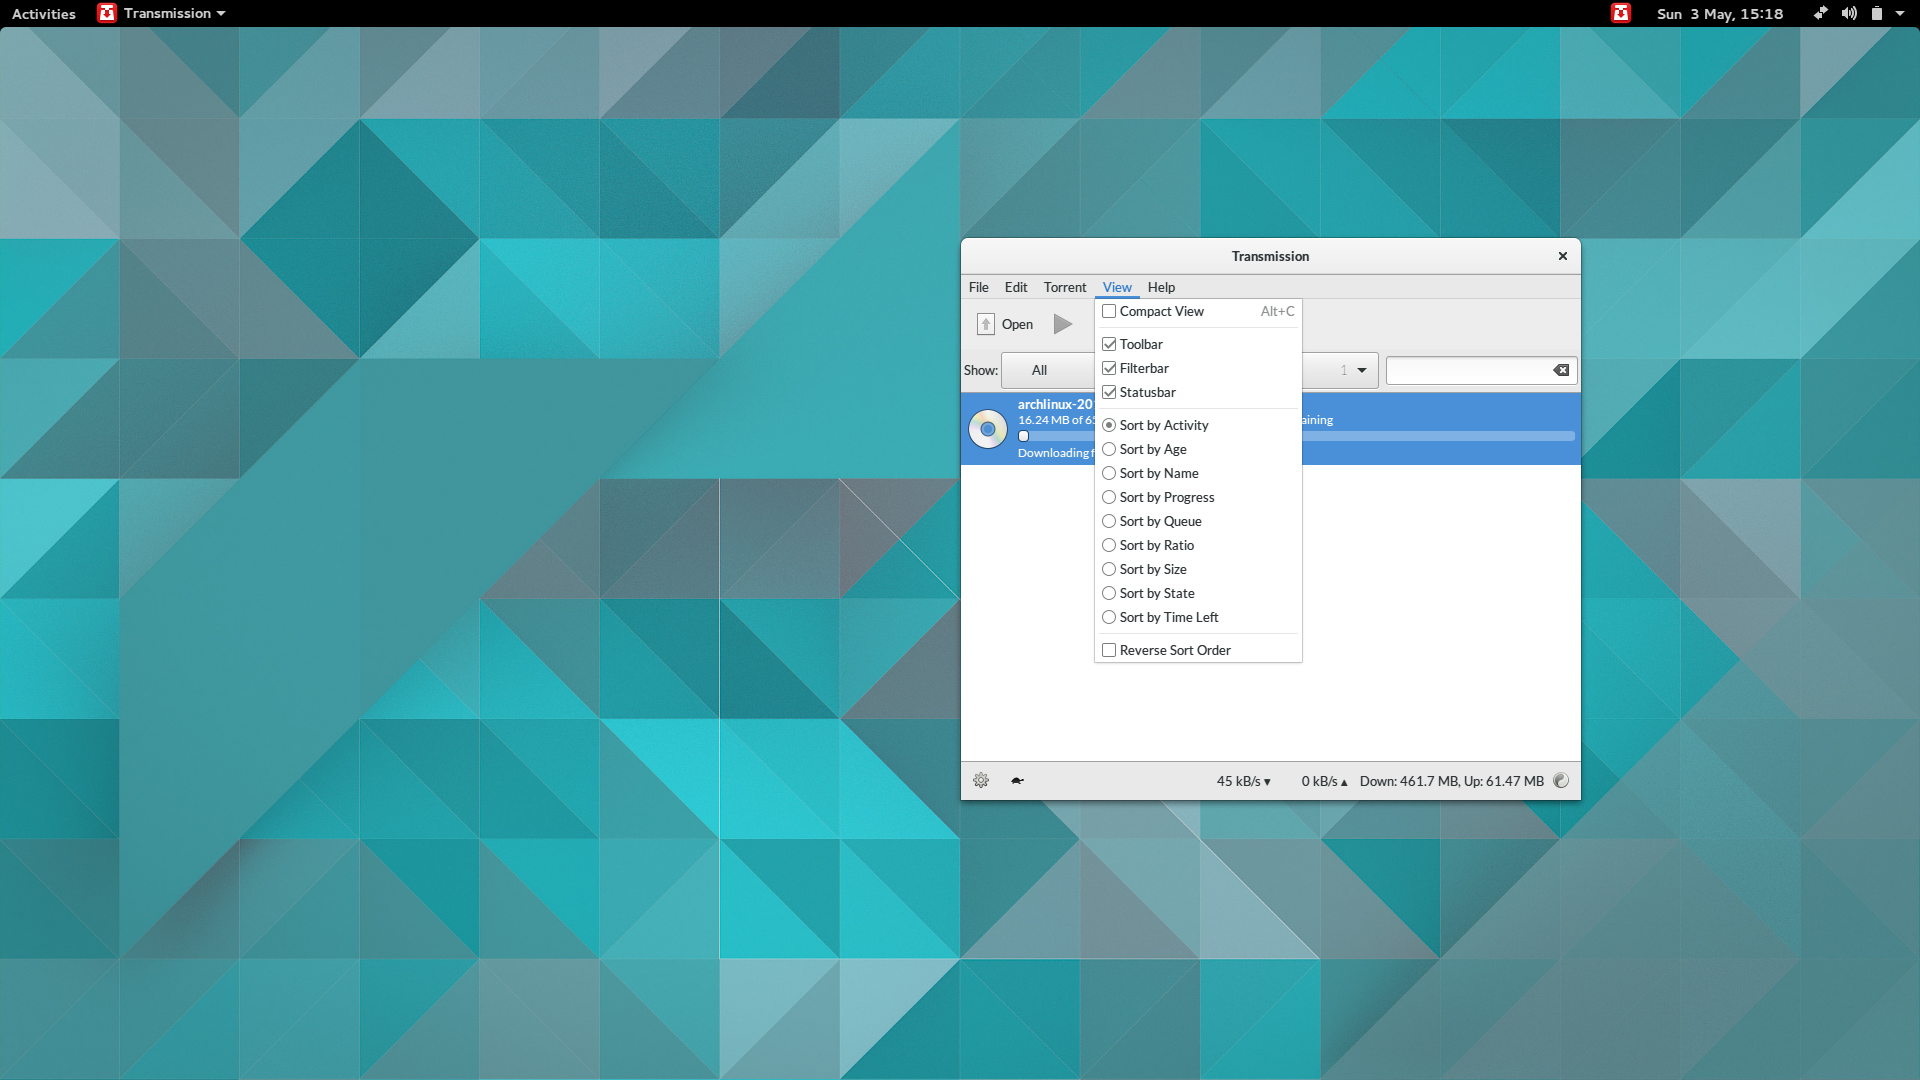 Activities Transmission Sun 3 May, 15:18
Transmission
File Edit Torrent View Help
Open
Show: All 1
Compact View Alt+C
Toolbar
Filterbar
Statusbar
Sort by Activity
Sort by Age
Sort by Name
Sort by Progress
Sort by Queue
Sort by Ratio
Sort by Size
Sort by State
Sort by Time Left
Reverse Sort Order
archlinux-20
16.24 MB of
Downloading
45 kB/s 0 kB/s Down: 461.7 MB, Up: 61.47 MB